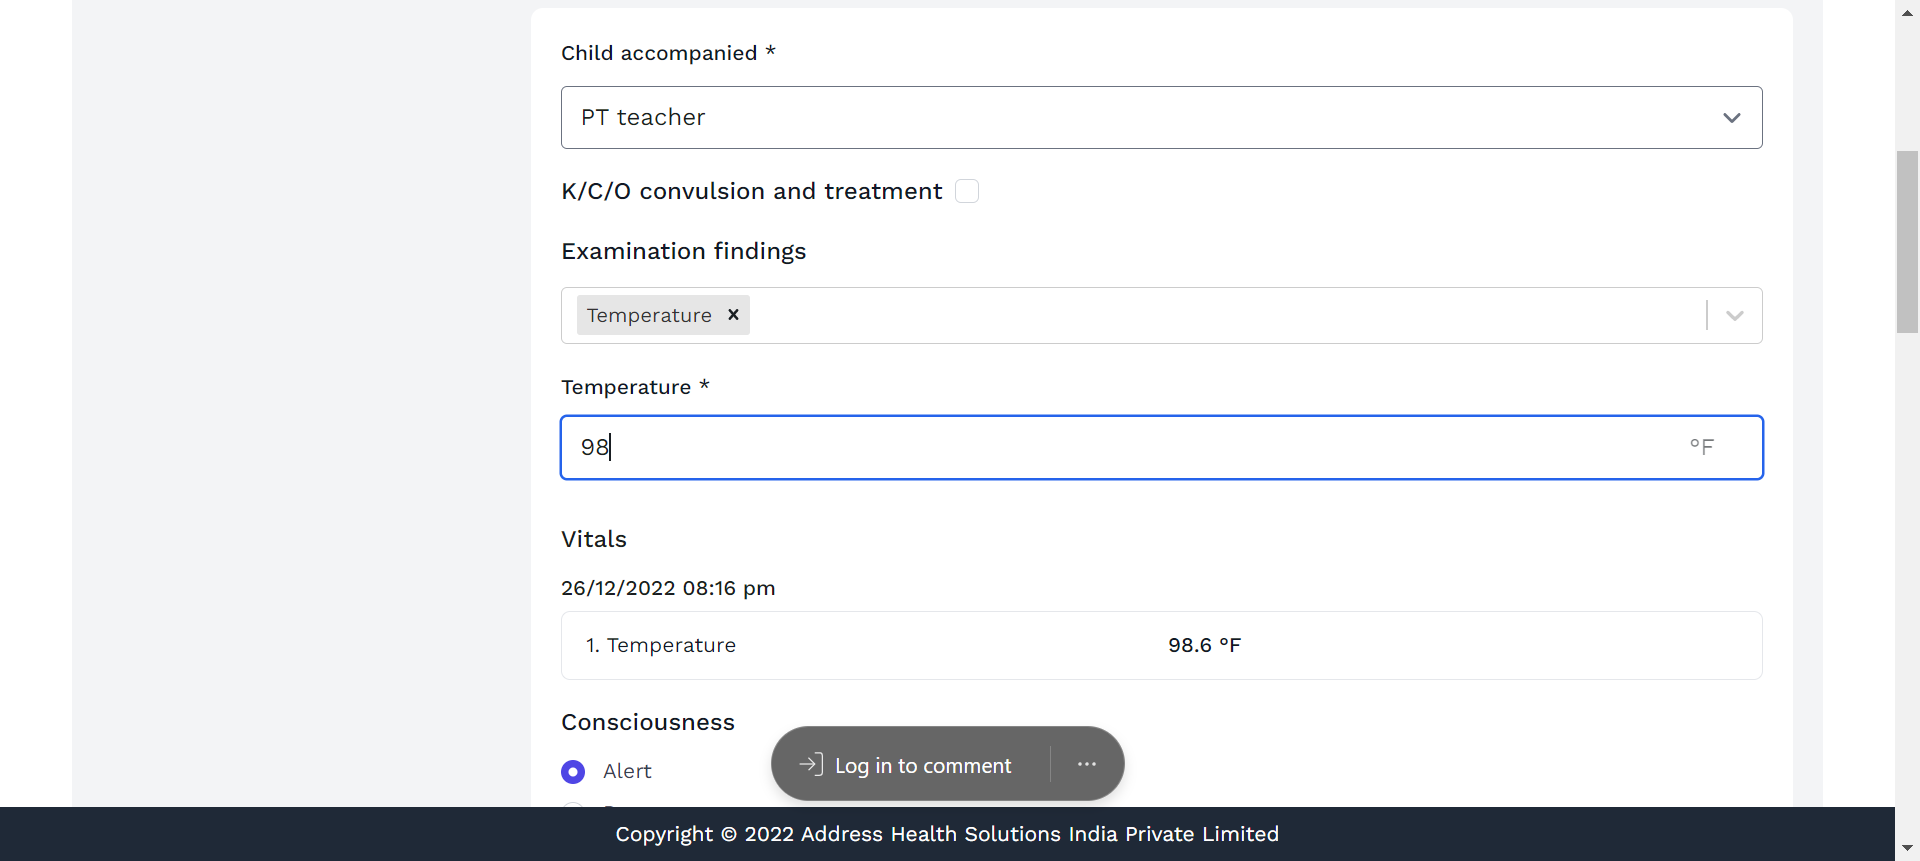 Child accompanied *
PT teacher
K/C/O convulsion and treatment
Examination findings
Temperature ×
Temperature *
98 °F
Vitals
26/12/2022 08:16 pm
1. Temperature 98.6 °F
Consciousness
Alert
Log in to comment ...
Copyright © 2022 Address Health Solutions India Private Limited